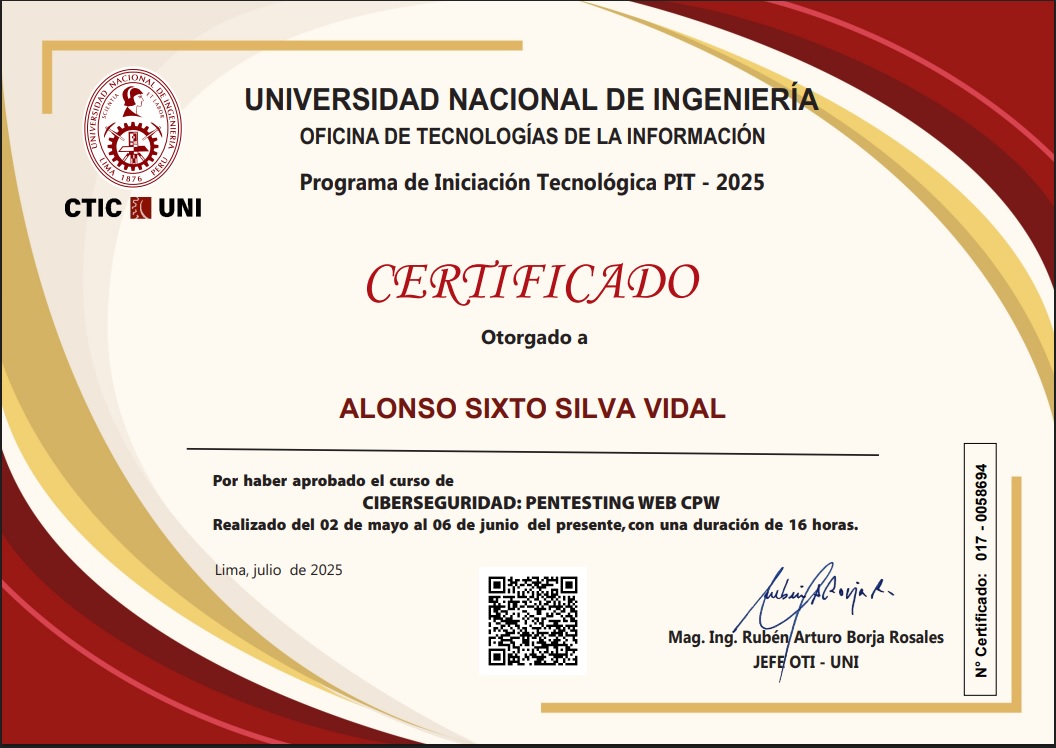 UNIVERSIDAD NACIONAL DE INGENIERÍA
SCIENTIA ET LABOR
LIMA 1876 PERU
CTIC UNI
UNIVERSIDAD NACIONAL DE INGENIERÍA
OFICINA DE TECNOLOGÍAS DE LA INFORMACIÓN
Programa de Iniciación Tecnológica PIT - 2025
CERTIFICADO
Otorgado a
ALONSO SIXTO SILVA VIDAL
Por haber aprobado el curso de
CIBERSEGURIDAD: PENTESTING WEB CPW
Realizado del 02 de mayo al 06 de junio del presente, con una duración de 16 horas.
Lima, julio de 2025
Mag. Ing. Rubén Arturo Borja Rosales
JEFE OTI - UNI
N° Certificado: 017 - 0058694